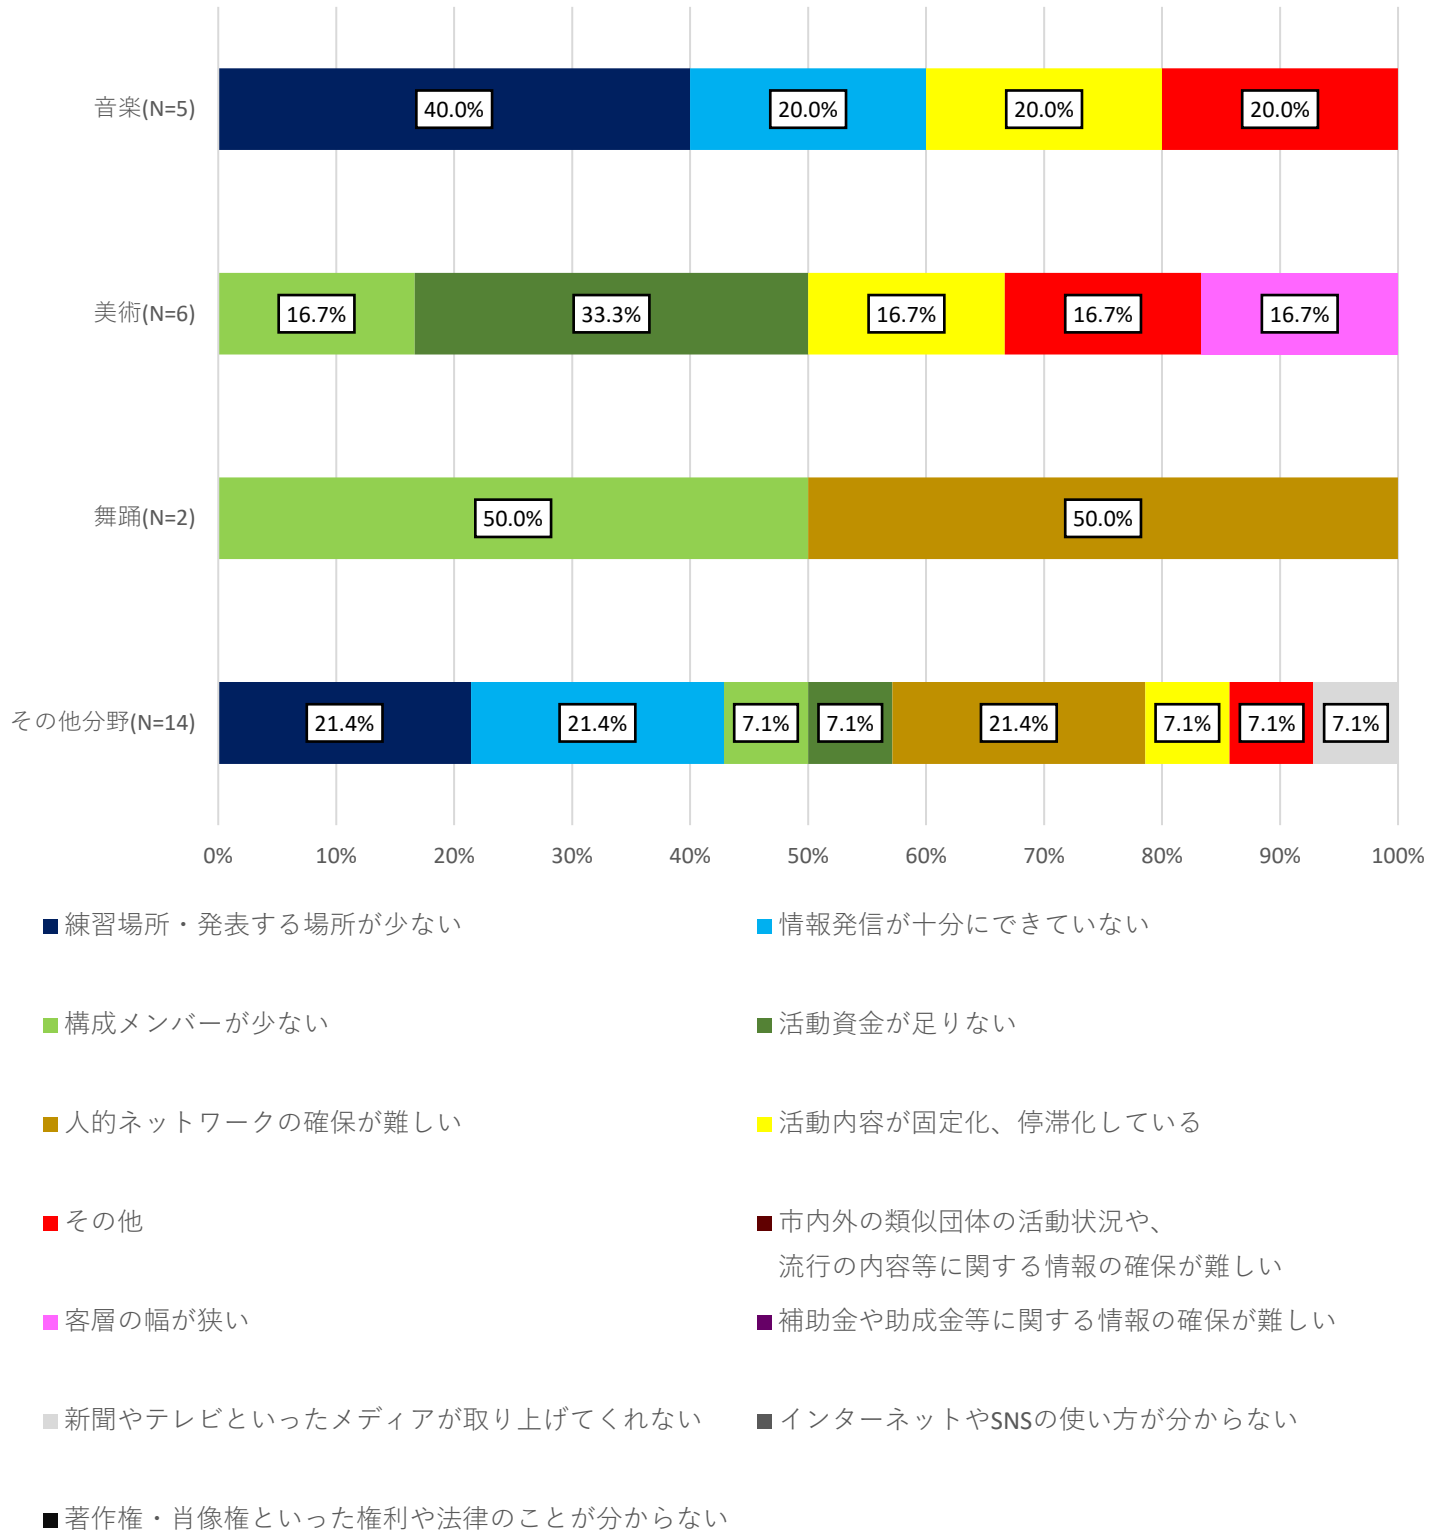 音楽(N=5)
40.0%
20.0%
20.0%
20.0%
美術(N=6)
16.7%
33.3%
16.7%
16.7%
16.7%
舞踊(N=2)
50.0%
50.0%
その他分野(N=14)
21.4%
21.4%
7.1%
7.1%
21.4%
7.1%
7.1%
7.1%
0%
10%
20%
30%
40%
50%
60%
70%
80%
90%
100%
練習場所・発表する場所が少ない
情報発信が十分にできていない
構成メンバーが少ない
活動資金が足りない
人的ネットワークの確保が難しい
活動内容が固定化、停滞化している
その他
市内外の類似団体の活動状況や、
流行の内容等に関する情報の確保が難しい
客層の幅が狭い
補助金や助成金等に関する情報の確保が難しい
新聞やテレビといったメディアが取り上げてくれない
インターネットやSNSの使い方が分からない
著作権・肖像権といった権利や法律のことが分からない